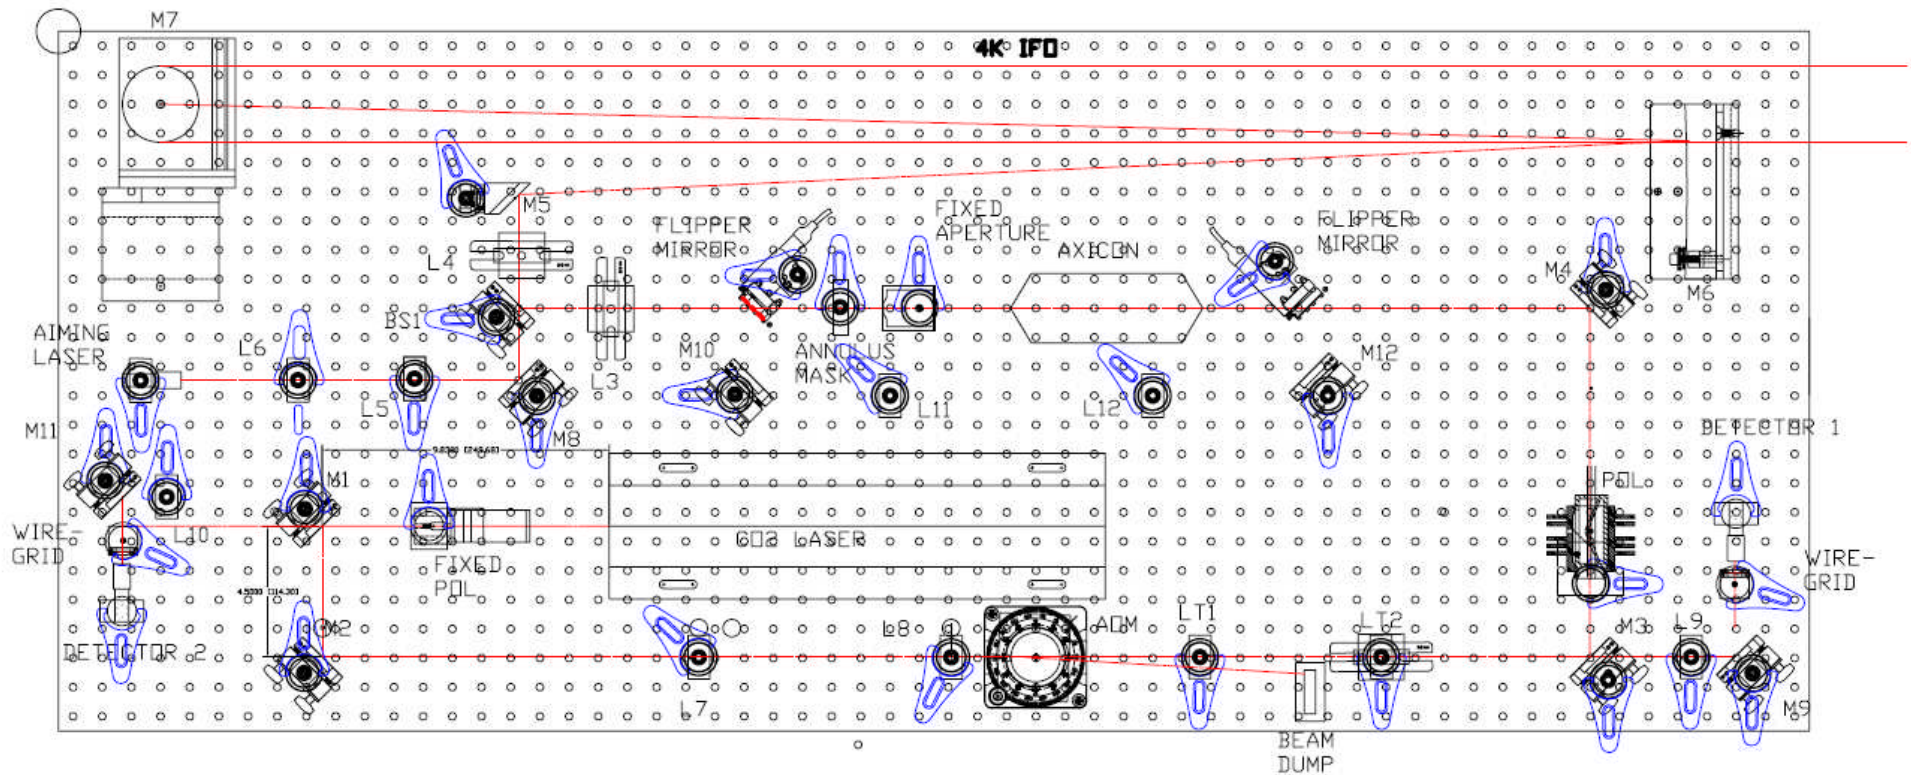 M7
4K IFO
M5
FLIPPER
MIRROR
FIXED
APERTURE
AXICON
FLIPPER
MIRROR
L4
M4
M6
BS1
AIMING
LASER
L6
L3
M10
ANNULUS
MASK
M12
L5
L11
L12
M11
M8
DETECTOR 1
M1
POL
WIRE-
GRID
L10
CO2 LASER
FIXED
POL
WIRE-
GRID
M2
L8
AOM
LT1
LT2
M3
L9
DETECTOR 2
L7
M9
BEAM
DUMP